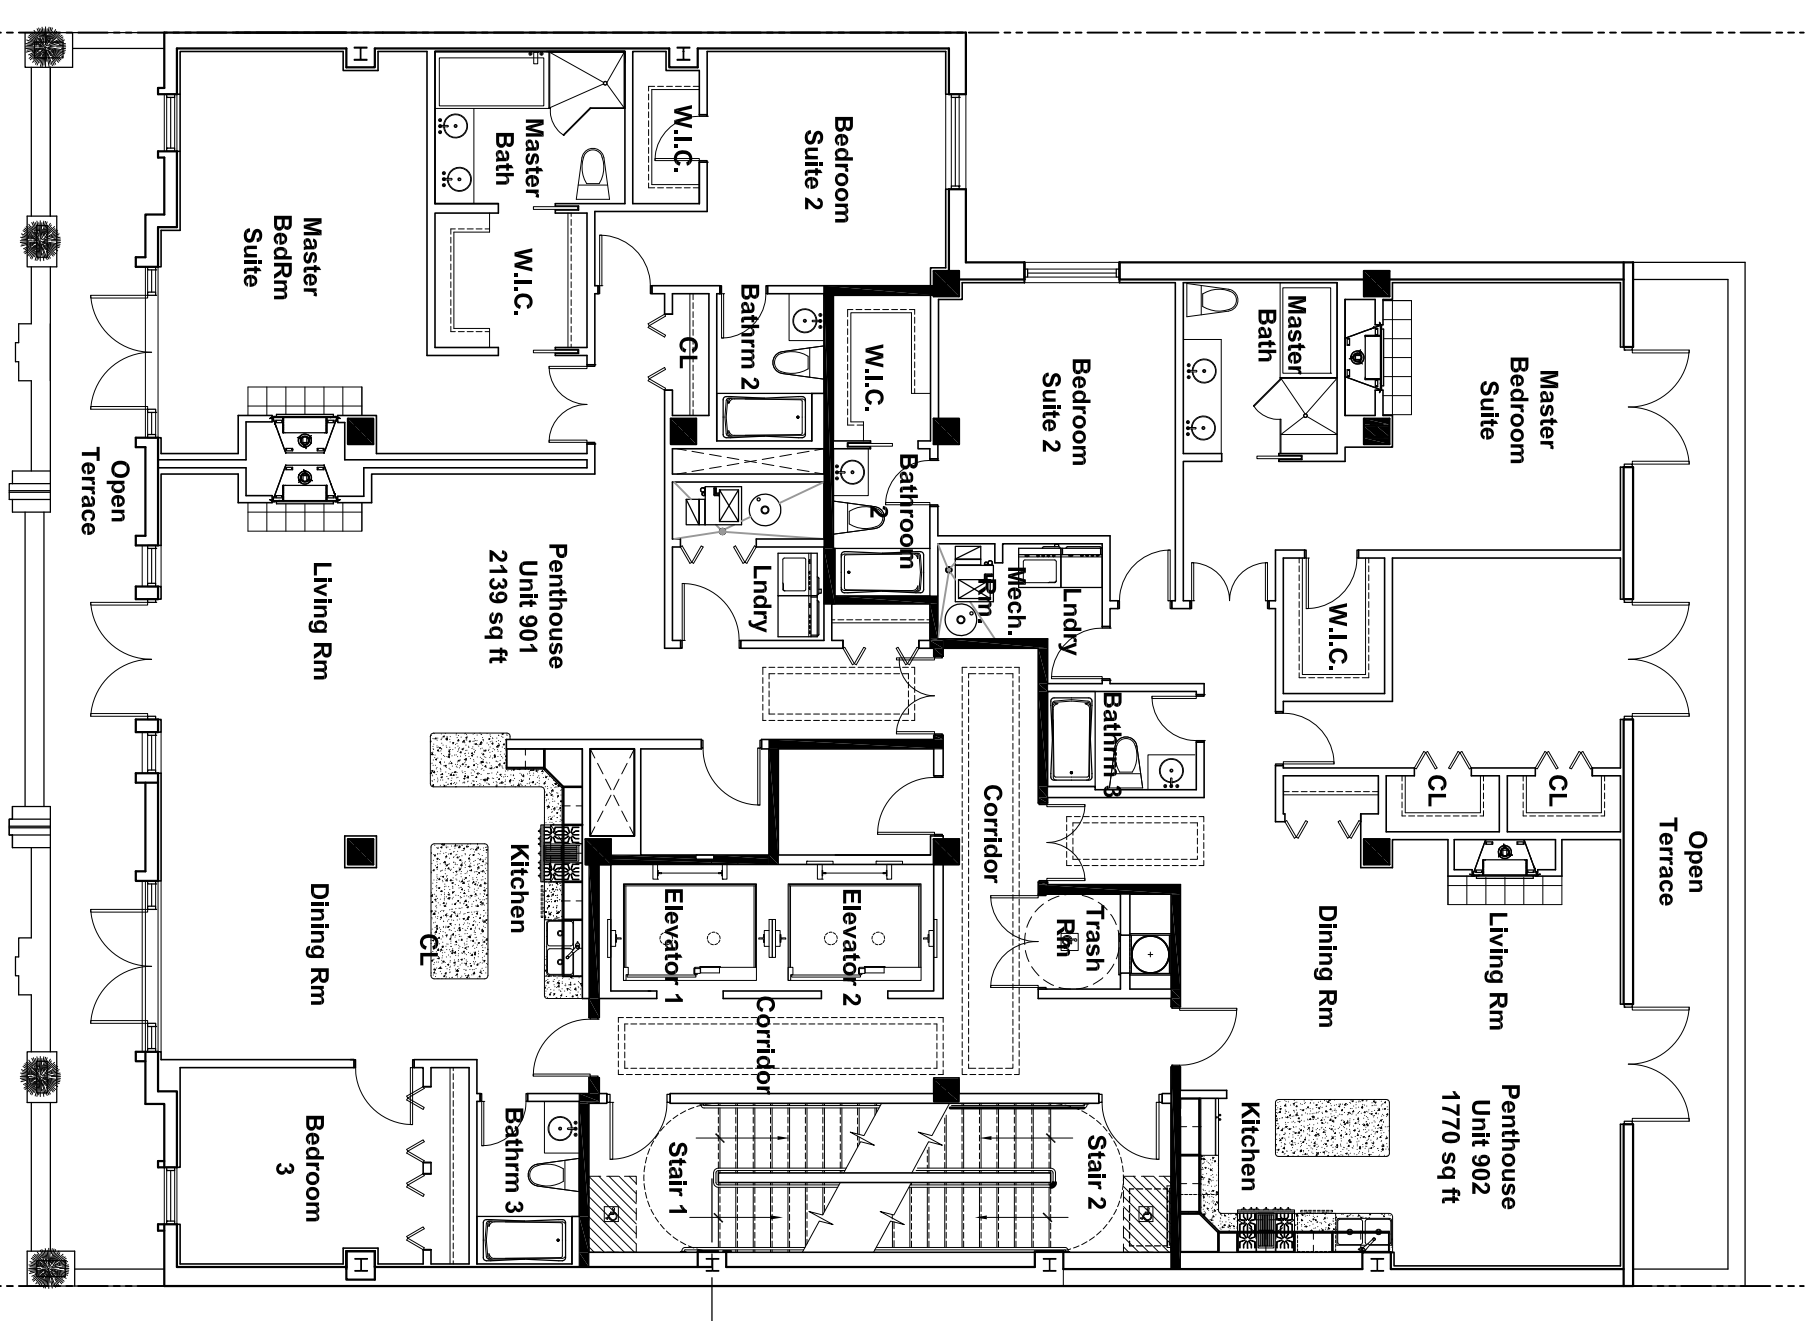 Master
BedRm
Suite
Master
Bath
W.I.C.
W.I.C.
Bedroom
Suite 2
Bathrm 2
CL
Open
Terrace
Living Rm
Penthouse
Unit 901
2139 sq ft
Lndry
Kitchen
CL
Dining Rm
Bedroom
3
Bathrm 3
W.I.C.
Bathroom
2
Bedroom
Suite 2
Master
Bath
Master
Bedroom
Suite
Mech.
Rm.
Lndry
W.I.C.
Bathrm 3
CL
CL
Open
Terrace
Corridor
Elevator 1
Elevator 2
Corridor
Trash
Rm
Stair 1
Stair 2
Dining Rm
Living Rm
Kitchen
Penthouse
Unit 902
1770 sq ft